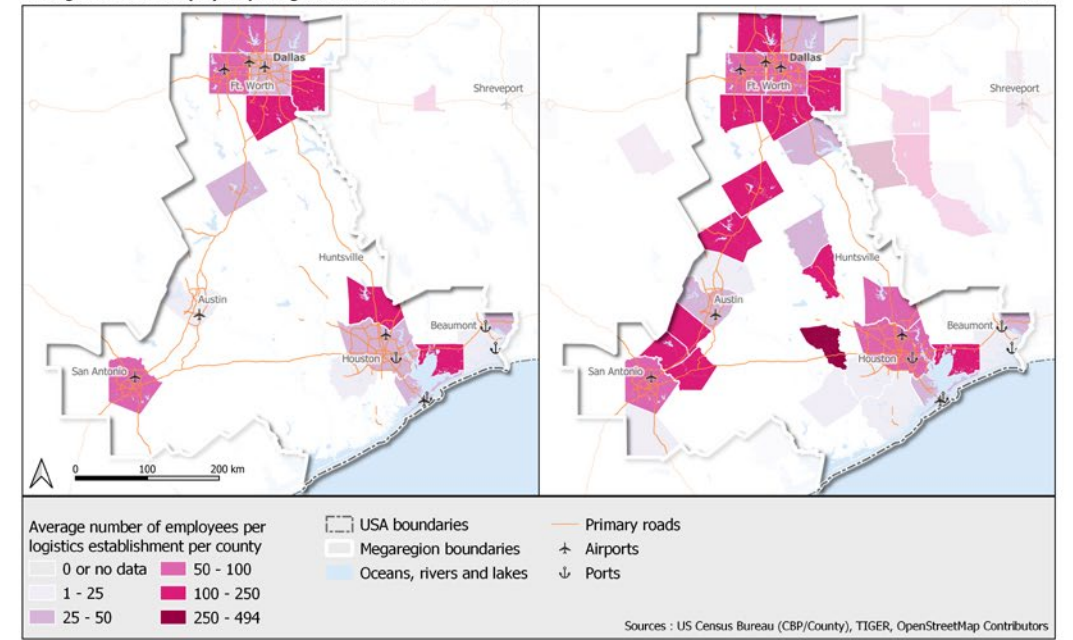 Dallas
Ft. Worth
Shreveport
Huntsville
Austin
Beaumont
Houston
San Antonio
0 100 200 km
Dallas
Ft. Worth
Shreveport
Huntsville
Austin
Beaumont
Houston
San Antonio
Average number of employees per
logistics establishment per county
0 or no data
1 - 25
25 - 50
50 - 100
100 - 250
250 - 494
USA boundaries
Megaregion boundaries
Oceans, rivers and lakes
Primary roads
Airports
Ports
Sources : US Census Bureau (CBP/County), TIGER, OpenStreetMap Contributors